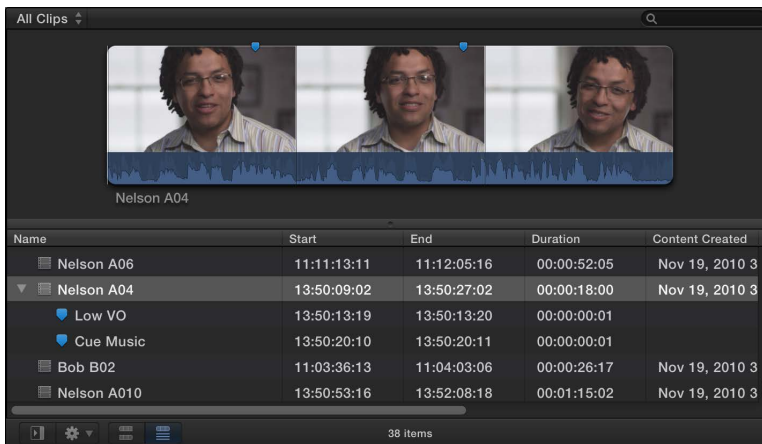 All Clips
Nelson A04
Name Start End Duration Content Created
Nelson A06 11:11:13:11 11:12:05:16 00:00:52:05 Nov 19, 2010 3
Nelson A04 13:50:09:02 13:50:27:02 00:00:18:00 Nov 19, 2010 3
Low VO 13:50:13:19 13:50:13:20 00:00:00:01
Cue Music 13:50:20:10 13:50:20:11 00:00:00:01
Bob B02 11:03:36:13 11:04:03:06 00:00:26:17 Nov 19, 2010 3
Nelson A010 13:50:53:16 13:52:08:18 00:01:15:02 Nov 19, 2010 3
38 items